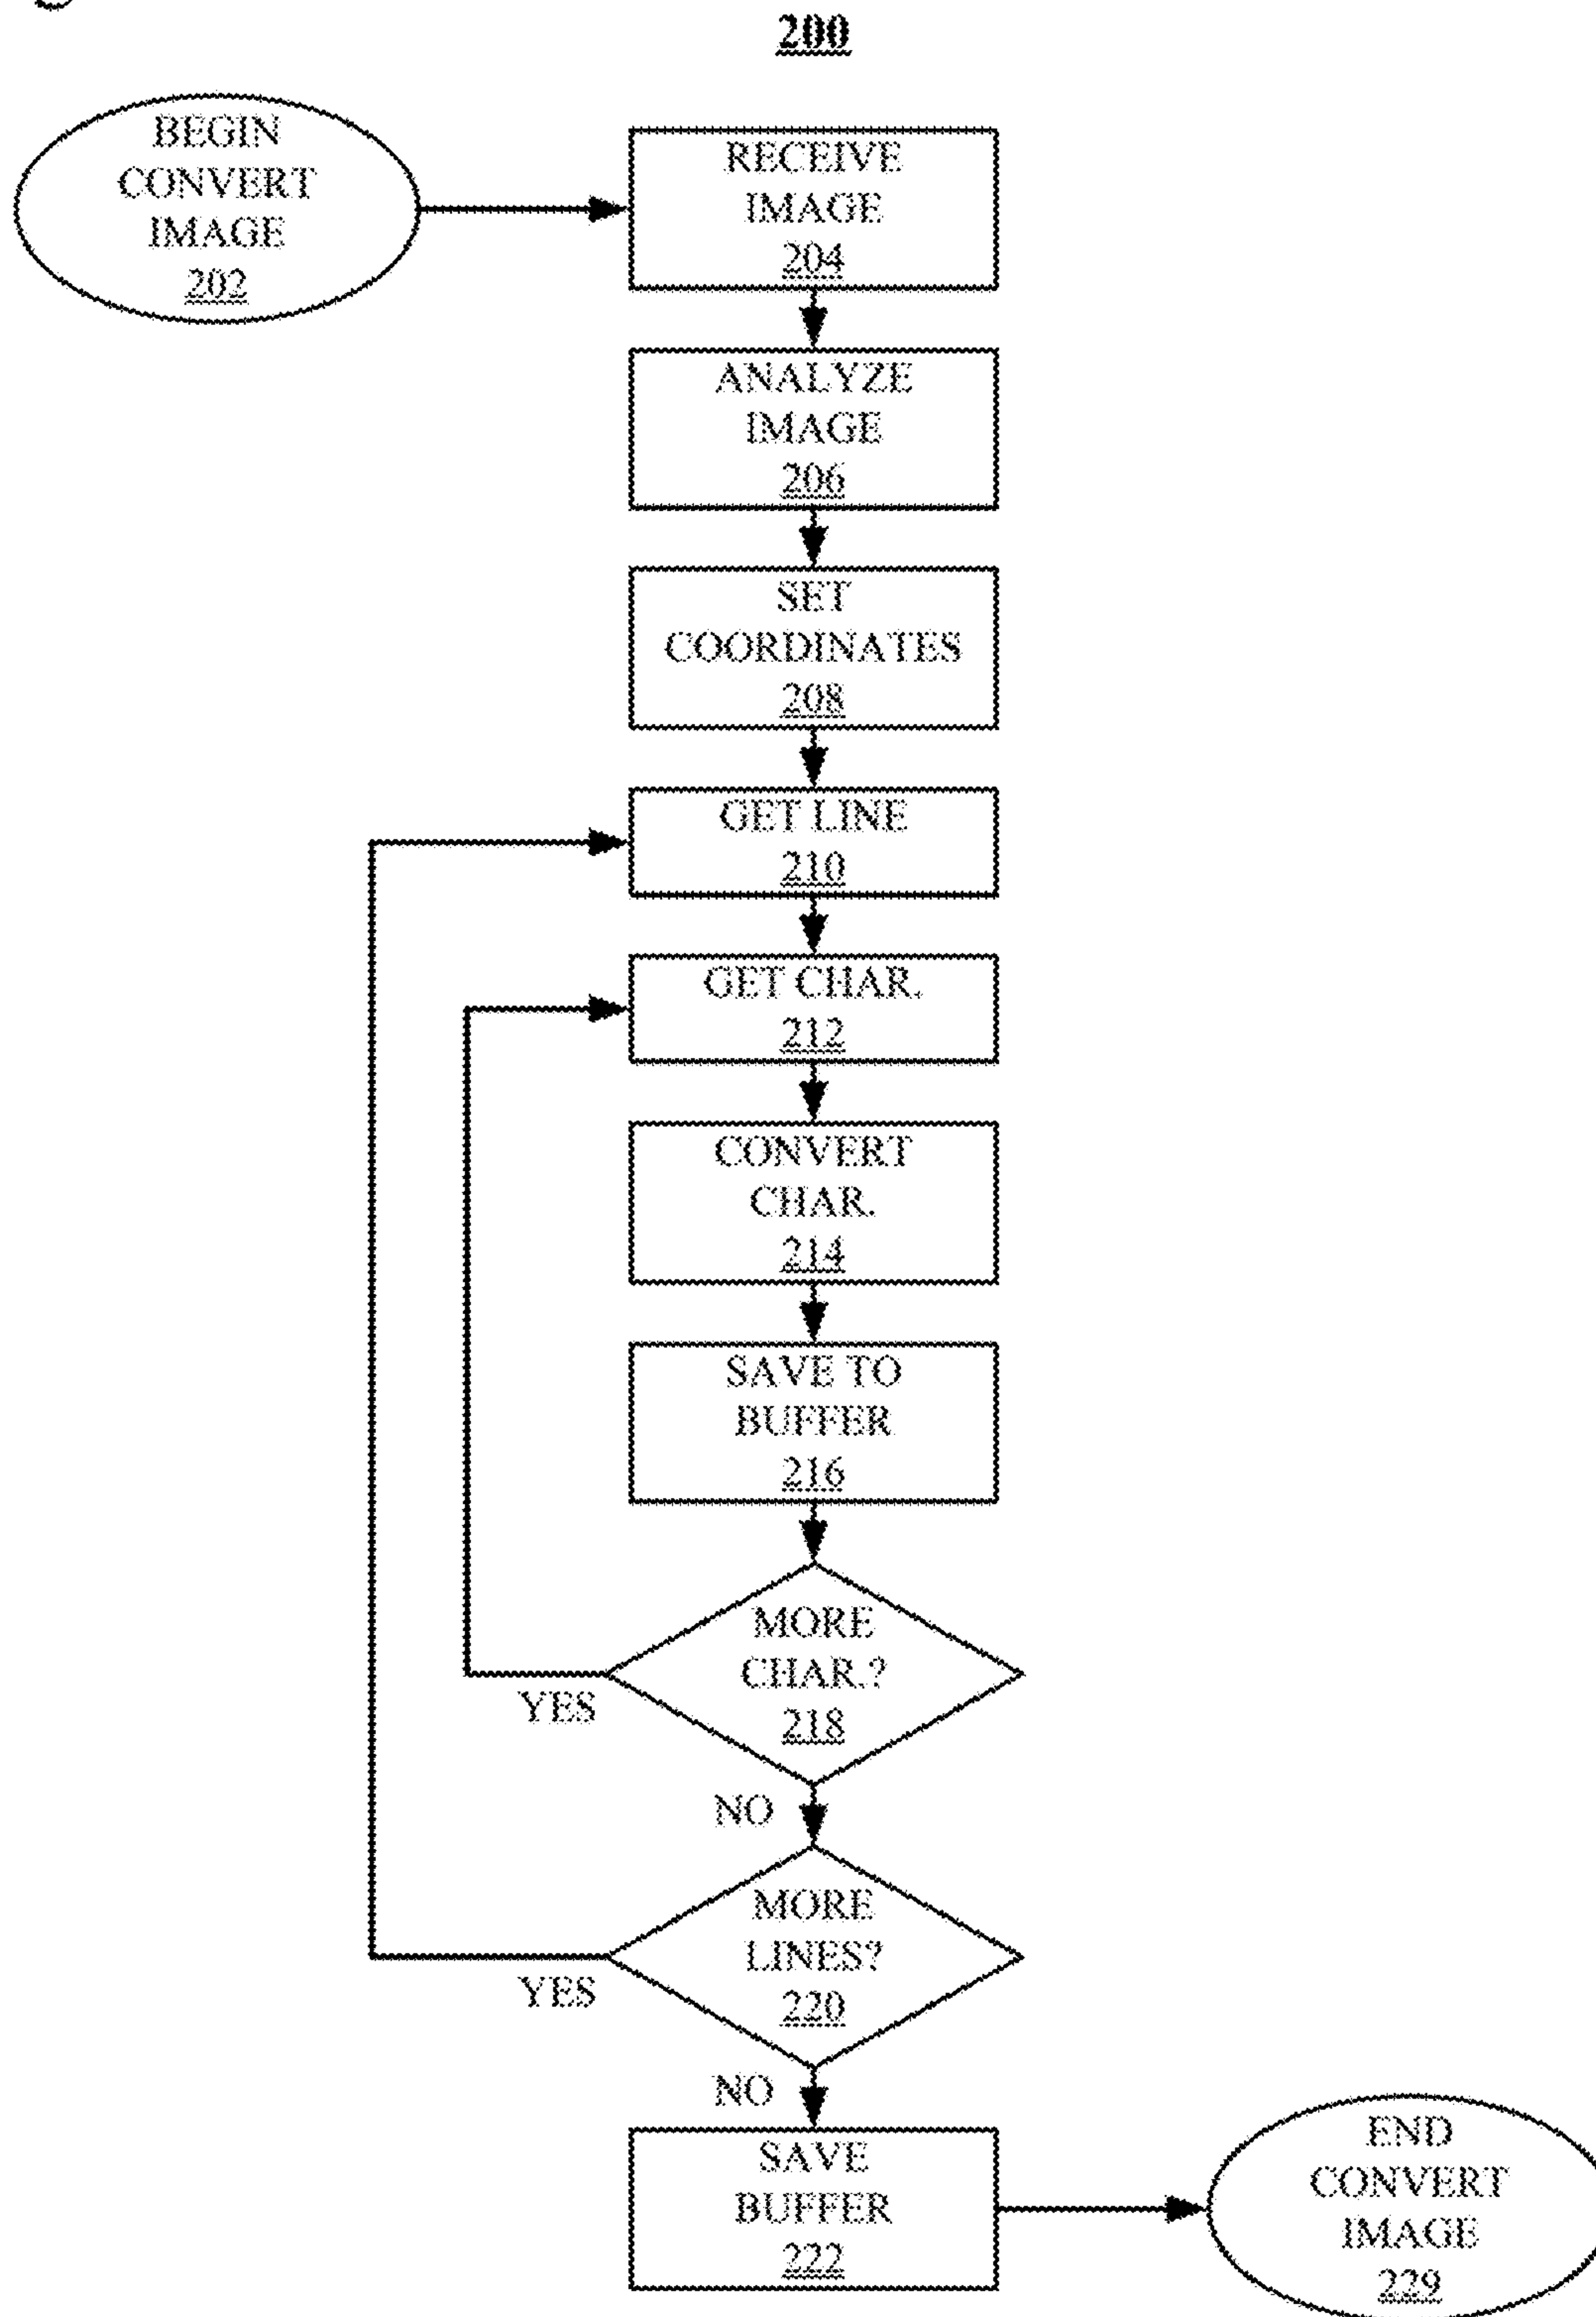 200
BEGIN
CONVERT
IMAGE
202
RECEIVE
IMAGE
204
ANALYZE
IMAGE
206
SET
COORDINATES
208
GET LINE
210
GET CHAR.
212
CONVERT
CHAR.
214
SAVE TO
BUFFER
216
MORE
CHAR.?
218
YES
NO
MORE
LINES?
220
YES
NO
SAVE
BUFFER
222
END
CONVERT
IMAGE
229